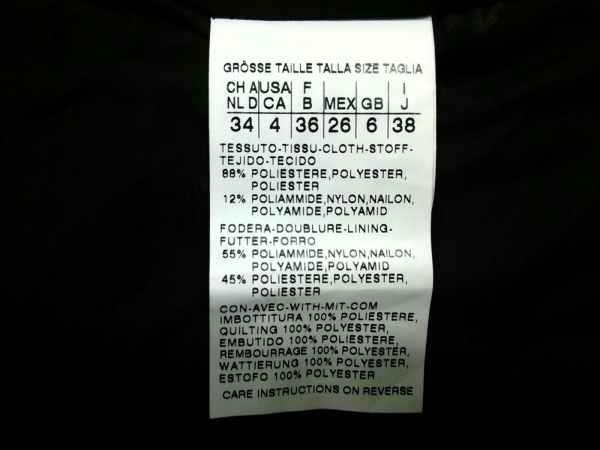 GRÖSSE TAILLE TALLA SIZE TAGLIA
CH A USA F I
NL D CA B MEX GB J
34 4 36 26 6 38
TESSUTO-TISSU-CLOTH-STOFF-
TEJIDO-TECIDO
88% POLIESTERE,POLYESTER,
POLIESTER
12% POLIAMMIDE,NYLON,NAILON,
POLYAMIDE,POLYAMID
FODERA-DOUBLURE-LINING-
FUTTER-FORRO
55% POLIAMMIDE,NYLON,NAILON,
POLYAMIDE,POLYAMID
45% POLIESTERE,POLYESTER,
POLIESTER
CON-AVEC-WITH-MIT-COM
IMBOTTITURA 100% POLIESTERE,
QUILTING 100% POLYESTER,
EMBUTIDO 100% POLIESTERE,
REMBOURRAGE 100% POLYESTER,
WATTIERUNG 100% POLYESTER,
ESTOFO 100% POLYESTER
CARE INSTRUCTIONS ON REVERSE